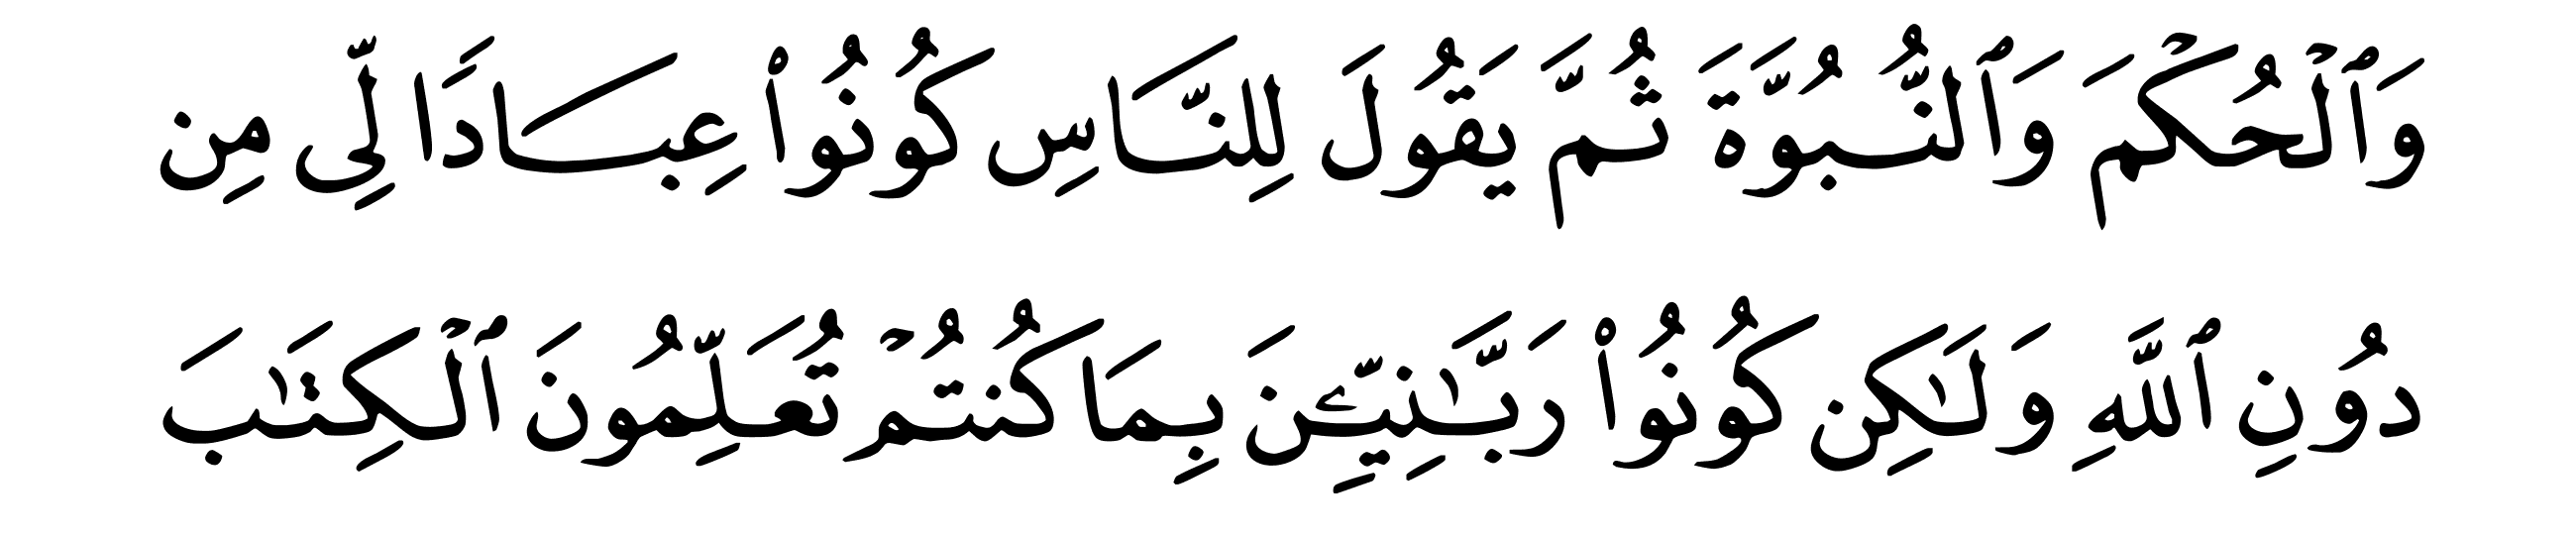 وَٱلۡحُكۡمَ وَٱلنُّبُوَّةَ ثُمَّ يَقُولَ لِلنَّاسِ كُونُواْ عِبَادٗا لِّي مِن
دُونِ ٱللَّهِ وَلَٰكِن كُونُواْ رَبَّٰنِيِّـۧنَ بِمَا كُنتُمۡ تُعَلِّمُونَ ٱلۡكِتَٰبَ